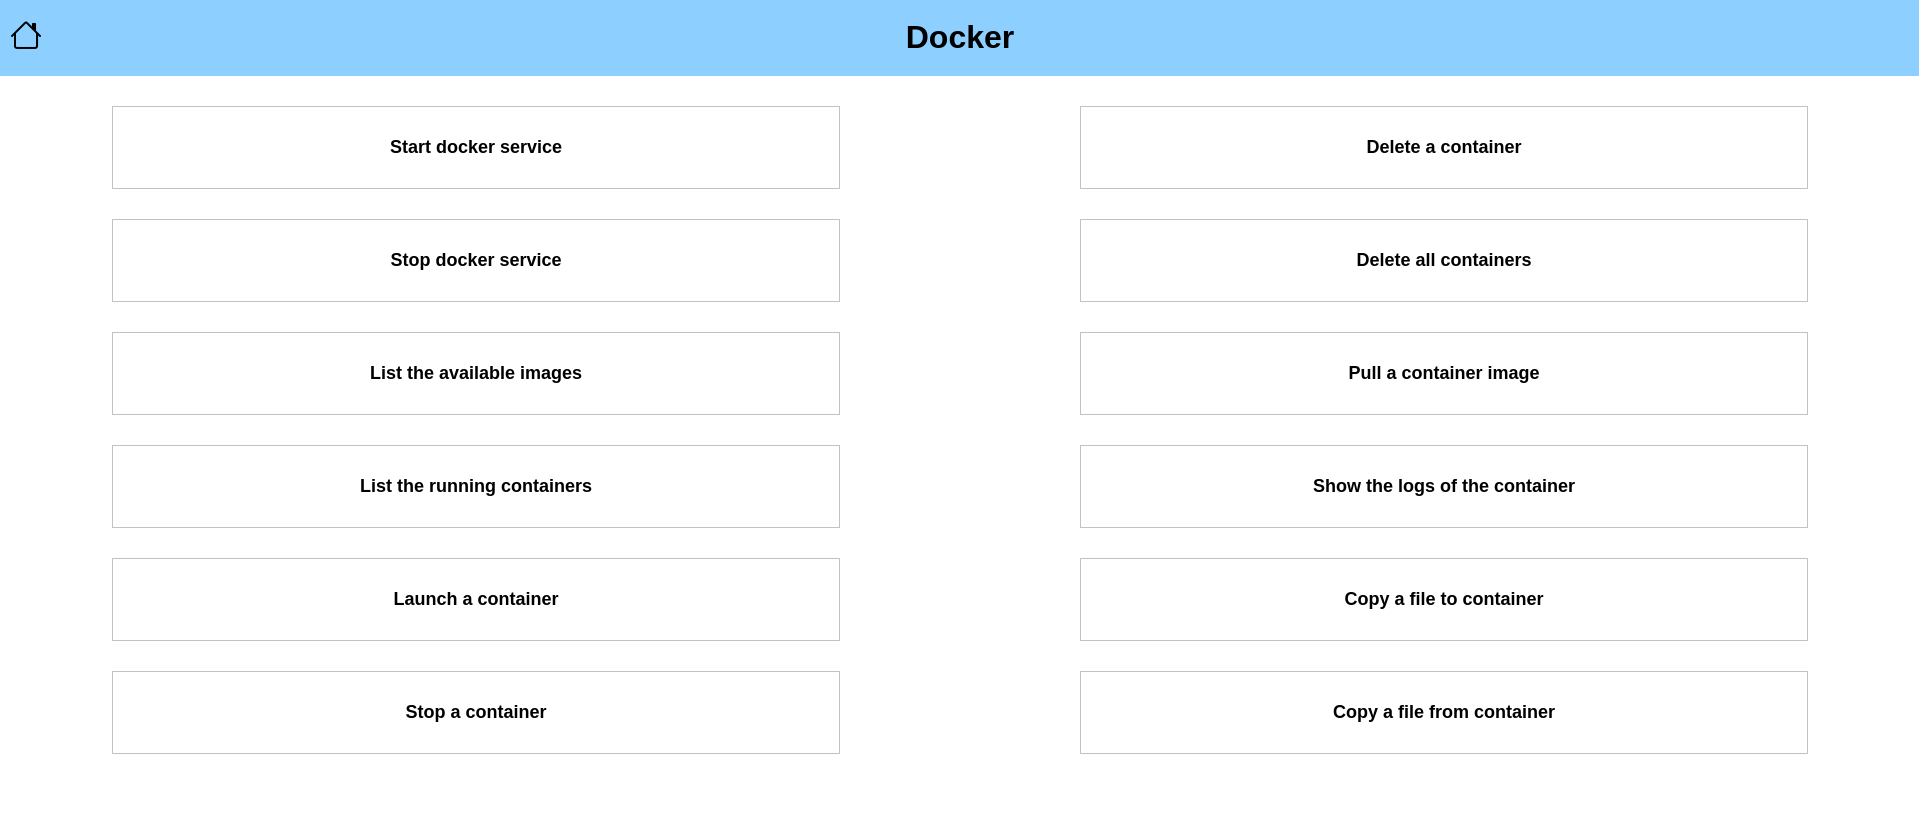 Docker
Start docker service
Delete a container
Stop docker service
Delete all containers
List the available images
Pull a container image
List the running containers
Show the logs of the container
Launch a container
Copy a file to container
Stop a container
Copy a file from container